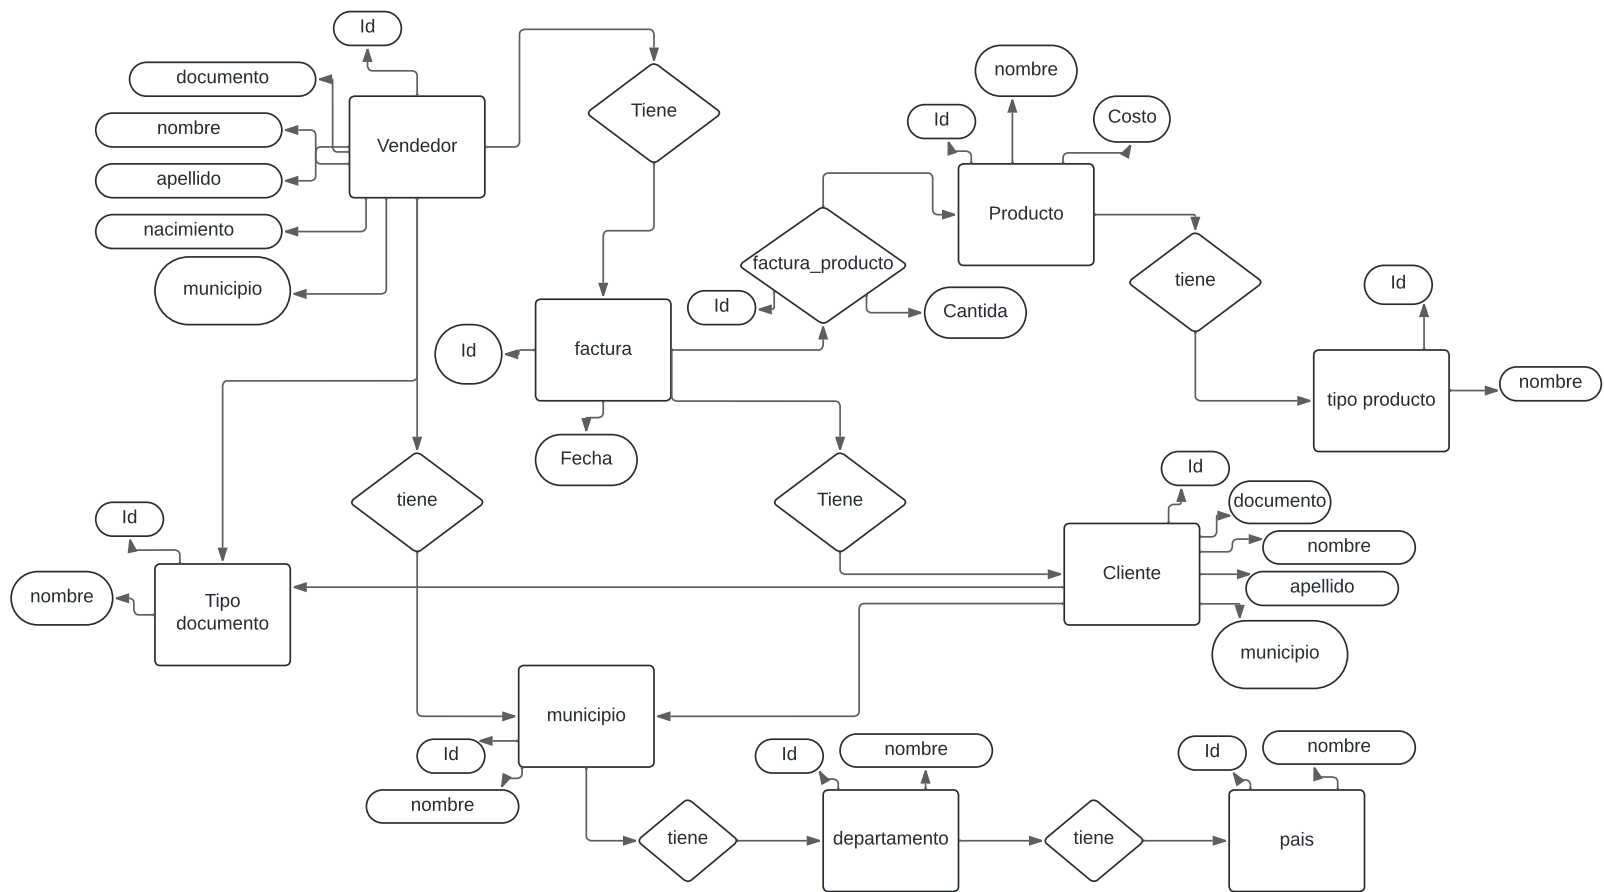 Id
documento
nombre
apellido
nacimiento
municipio
Vendedor
Tiene
nombre
Id
Costo
Producto
factura_producto
Id
Cantida
tiene
Id
tipo producto
nombre
Id
factura
Fecha
tiene
Tiene
Id
documento
nombre
apellido
municipio
Cliente
Id
nombre
Tipo
documento
municipio
Id
nombre
tiene
Id
nombre
departamento
tiene
Id
nombre
pais